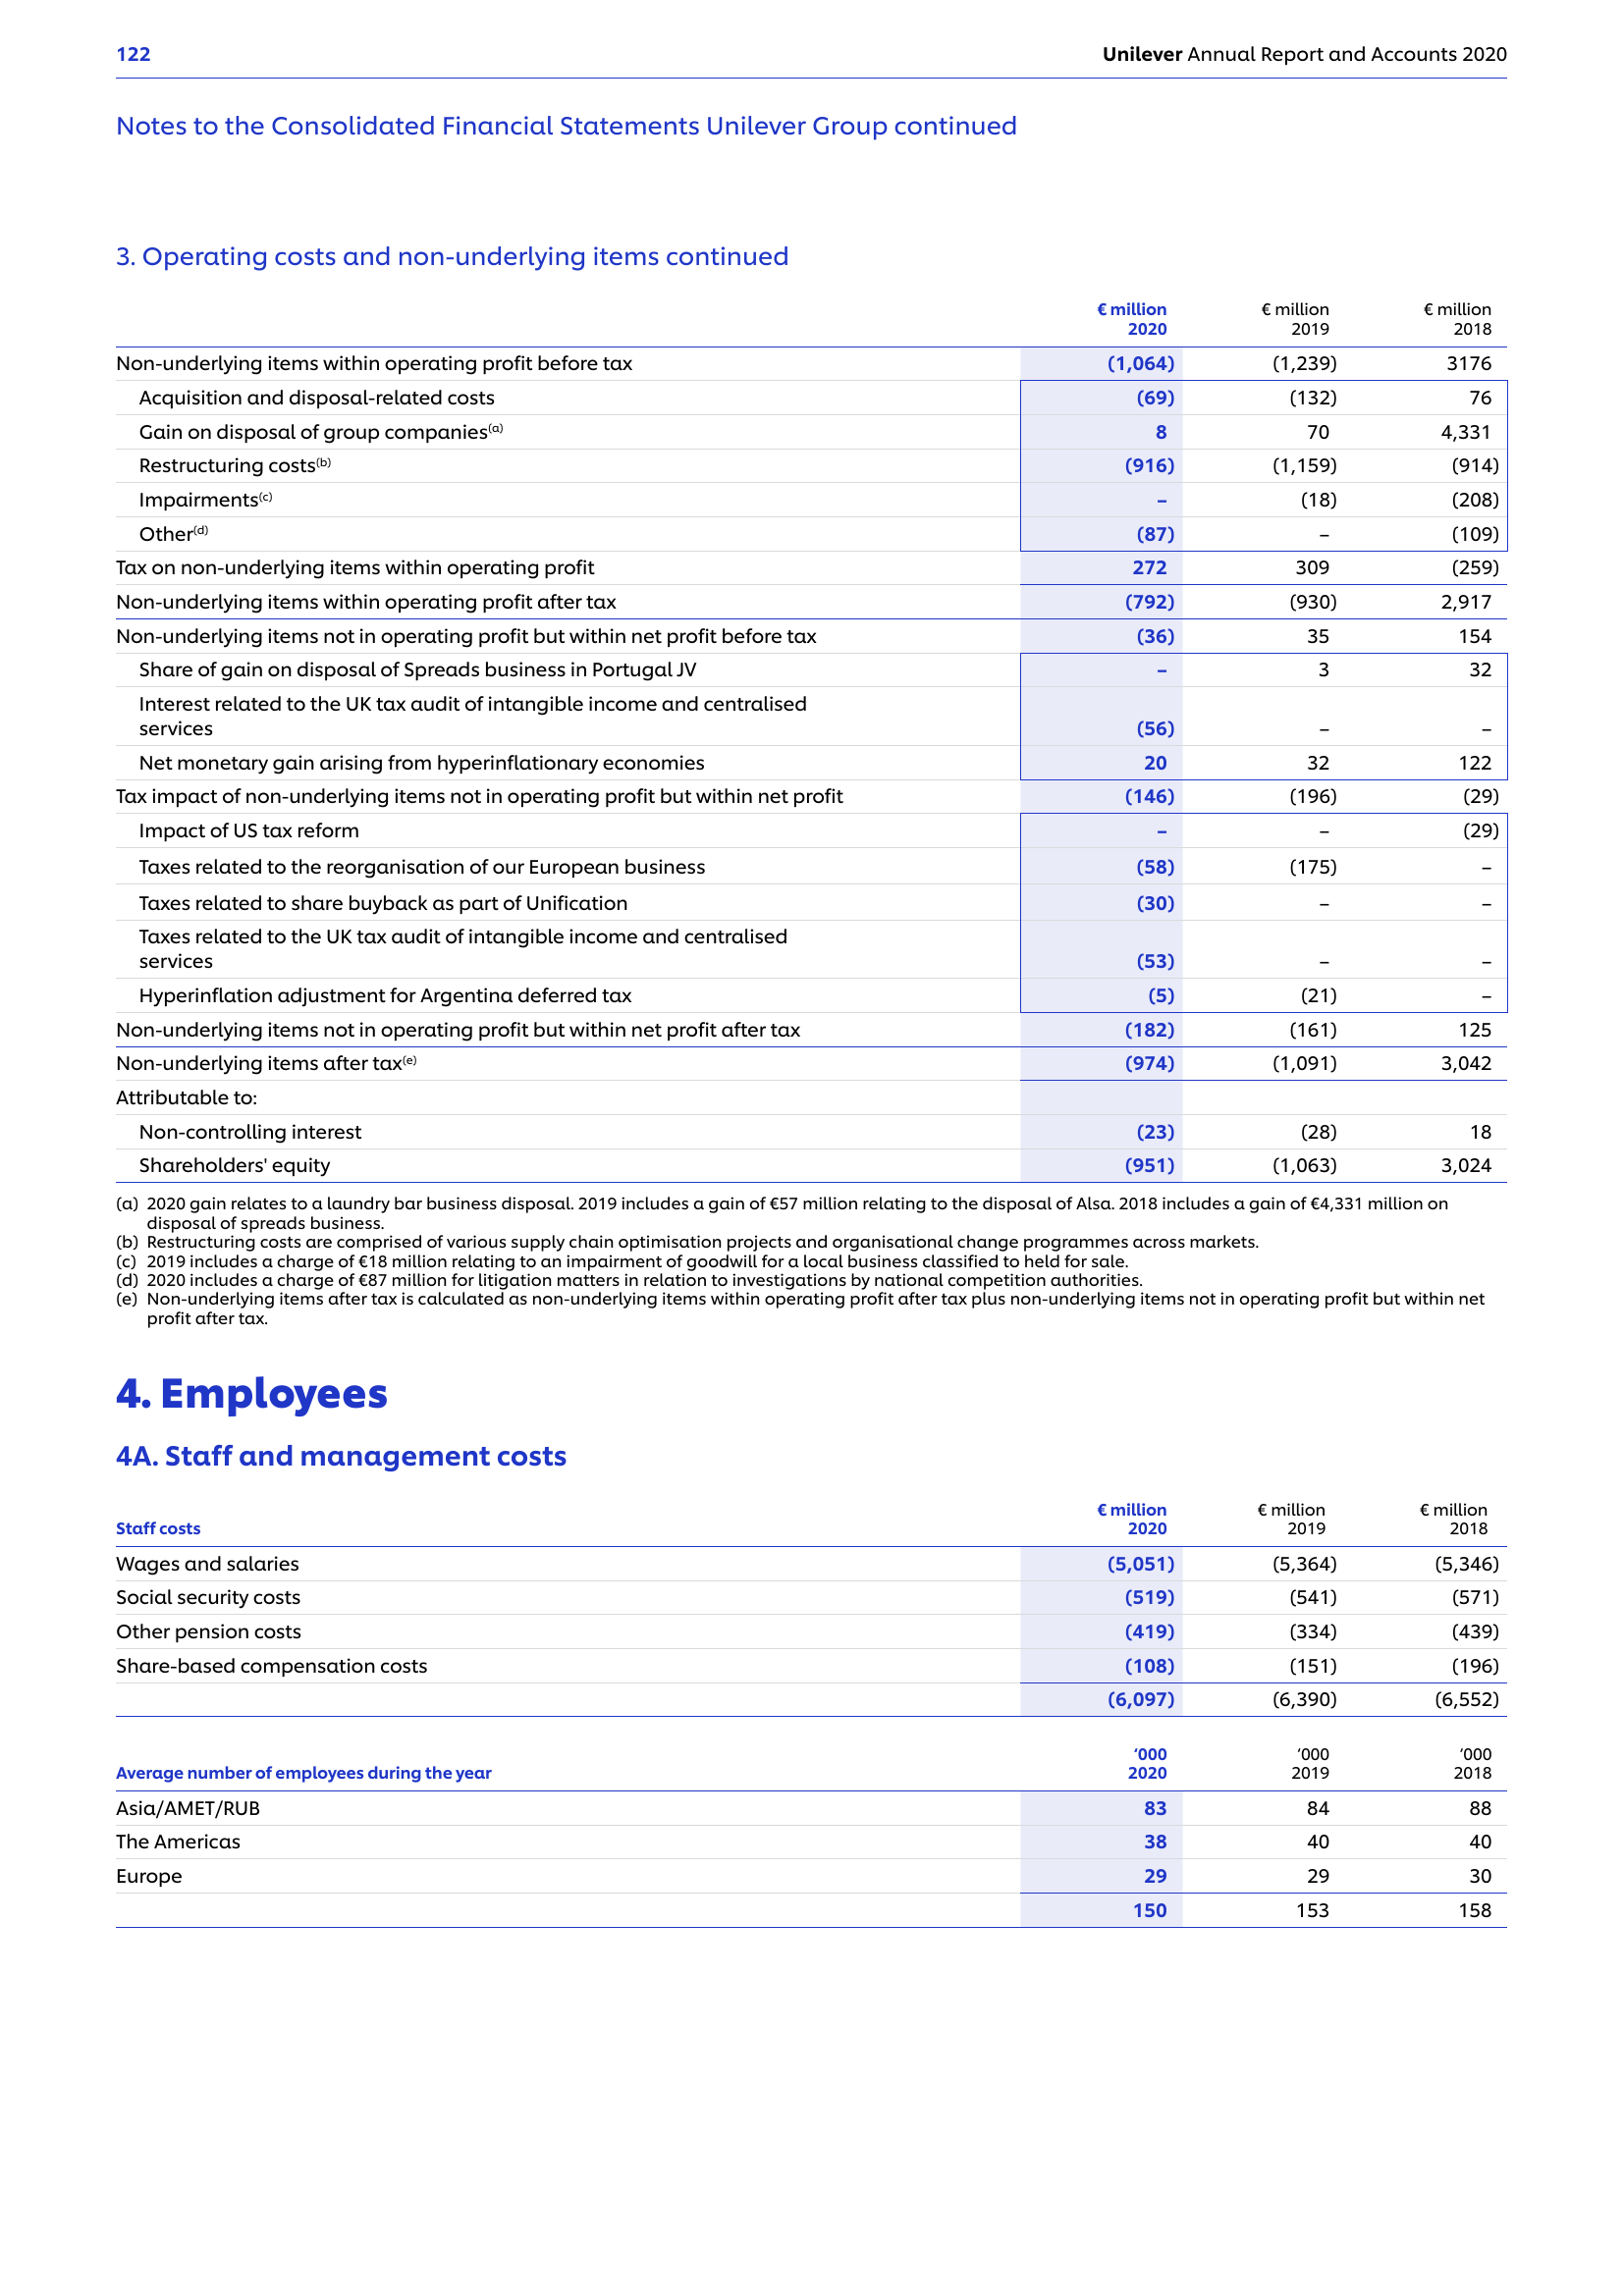 122 Unilever Annual Report and Accounts 2020
Notes to the Consolidated Financial Statements Unilever Group continued
3. Operating costs and non-underlying items continued
€ million € million € million
2020 2019 2018
Non-underlying items within operating profit before tax (1,064) (1,239) 3176
Acquisition and disposal-related costs (69) (132) 76
Gain on disposal of group companies(a) 8 70 4,331
Restructuring costs(b) (916) (1,159) (914)
Impairments(c) – (18) (208)
Other(d) (87) – (109)
Tax on non-underlying items within operating profit 272 309 (259)
Non-underlying items within operating profit after tax (792) (930) 2,917
Non-underlying items not in operating profit but within net profit before tax (36) 35 154
Share of gain on disposal of Spreads business in Portugal JV – 3 32
Interest related to the UK tax audit of intangible income and centralised
services (56) – –
Net monetary gain arising from hyperinflationary economies 20 32 122
Tax impact of non-underlying items not in operating profit but within net profit (146) (196) (29)
Impact of US tax reform – – (29)
Taxes related to the reorganisation of our European business (58) (175) –
Taxes related to share buyback as part of Unification (30) – –
Taxes related to the UK tax audit of intangible income and centralised
services (53) – –
Hyperinflation adjustment for Argentina deferred tax (5) (21) –
Non-underlying items not in operating profit but within net profit after tax (182) (161) 125
Non-underlying items after tax(e) (974) (1,091) 3,042
Attributable to:
Non-controlling interest (23) (28) 18
Shareholders' equity (951) (1,063) 3,024
(a) 2020 gain relates to a laundry bar business disposal. 2019 includes a gain of €57 million relating to the disposal of Alsa. 2018 includes a gain of €4,331 million on
disposal of spreads business.
(b) Restructuring costs are comprised of various supply chain optimisation projects and organisational change programmes across markets.
(c) 2019 includes a charge of €18 million relating to an impairment of goodwill for a local business classified to held for sale.
(d) 2020 includes a charge of €87 million for litigation matters in relation to investigations by national competition authorities.
(e) Non-underlying items after tax is calculated as non-underlying items within operating profit after tax plus non-underlying items not in operating profit but within net
profit after tax.
4. Employees
4A. Staff and management costs
€ million € million € million
Staff costs 2020 2019 2018
Wages and salaries (5,051) (5,364) (5,346)
Social security costs (519) (541) (571)
Other pension costs (419) (334) (439)
Share-based compensation costs (108) (151) (196)
(6,097) (6,390) (6,552)
‘000 ‘000 ‘000
Average number of employees during the year 2020 2019 2018
Asia/AMET/RUB 83 84 88
The Americas 38 40 40
Europe 29 29 30
150 153 158